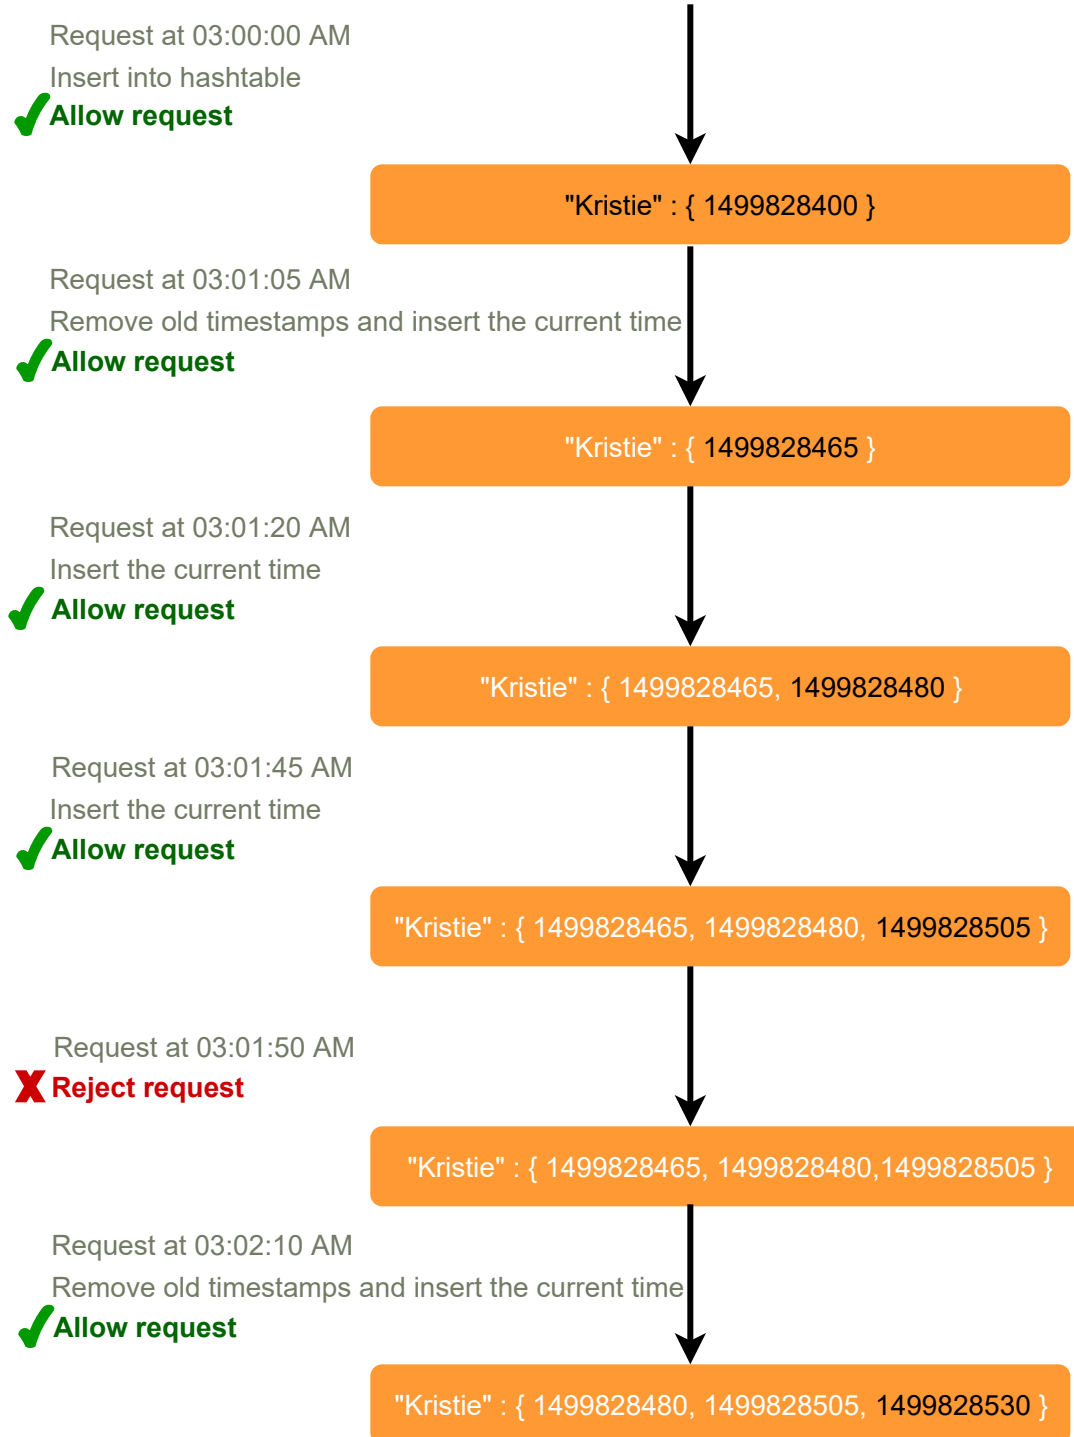 Request at 03:00:00 AM
Insert into hashtable
Allow request
"Kristie" : { 1499828400 }
Request at 03:01:05 AM
Remove old timestamps and insert the current time
Allow request
"Kristie" : { 1499828465 }
Request at 03:01:20 AM
Insert the current time
Allow request
"Kristie" : { 1499828465, 1499828480 }
Request at 03:01:45 AM
Insert the current time
Allow request
"Kristie" : { 1499828465, 1499828480, 1499828505 }
Request at 03:01:50 AM
Reject request
"Kristie" : { 1499828465, 1499828480,1499828505 }
Request at 03:02:10 AM
Remove old timestamps and insert the current time
Allow request
"Kristie" : { 1499828480, 1499828505, 1499828530 }